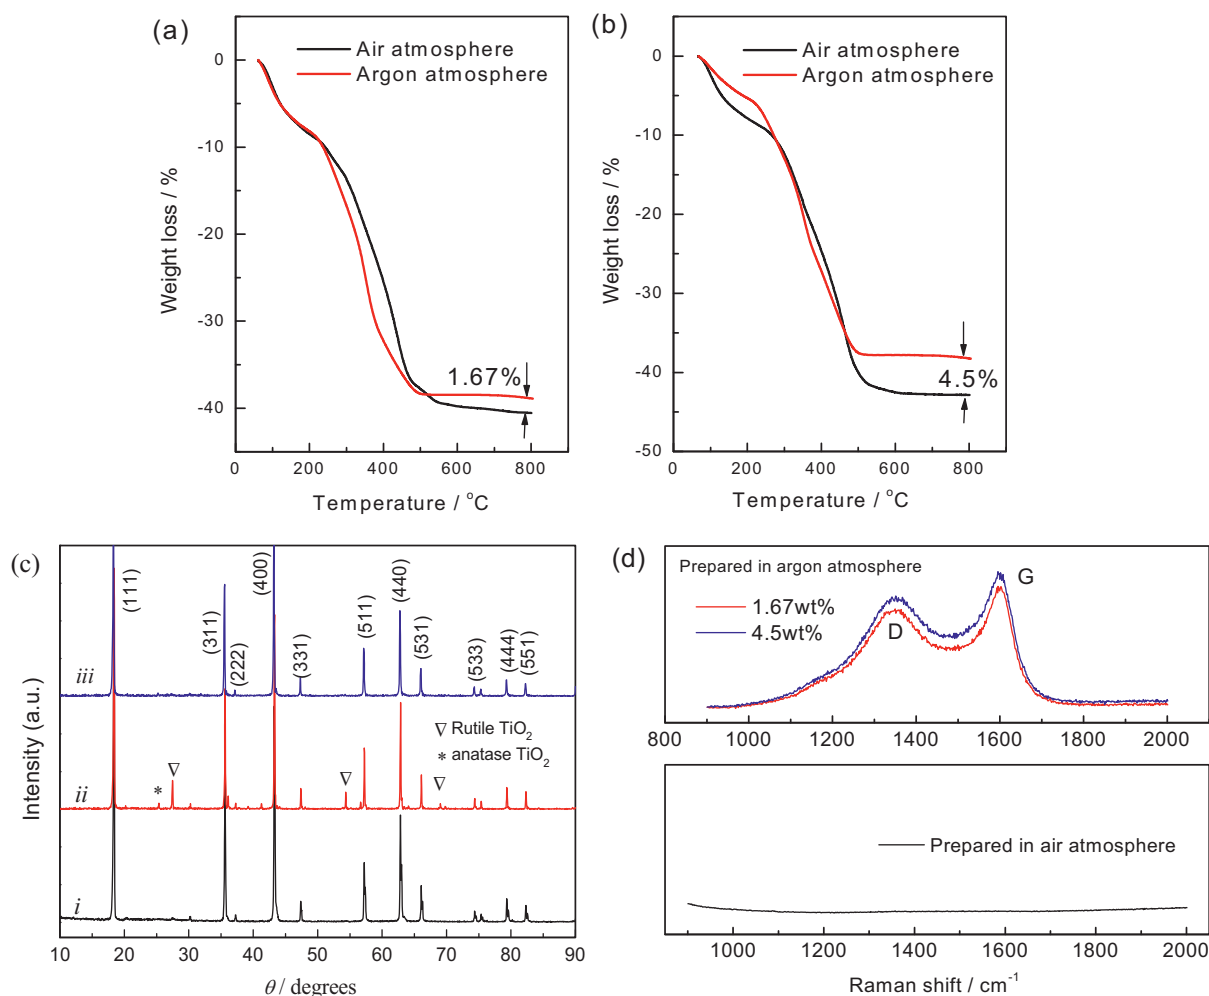 (a)
Air atmosphere
Argon atmosphere
0
-10
-20
-30
-40
Weight loss / %
1.67%
0 200 400 600 800
Temperature / °C
(b)
Air atmosphere
Argon atmosphere
0
-10
-20
-30
-40
-50
Weight loss / %
4.5%
0 200 400 600 800
Temperature / °C
(c)
(111)
(311)
(222)
(400)
(331)
(511)
(440)
(531)
(533)
(444)
(551)
iii
∇ Rutile TiO₂
* anatase TiO₂
ii
*
∇
∇
∇
i
Intensity (a.u.)
10 20 30 40 50 60 70 80 90
θ / degrees
(d)
Prepared in argon atmosphere
1.67wt%
4.5wt%
D
G
800 1000 1200 1400 1600 1800 2000
Prepared in air atmosphere
1000 1200 1400 1600 1800 2000
Raman shift / cm⁻¹